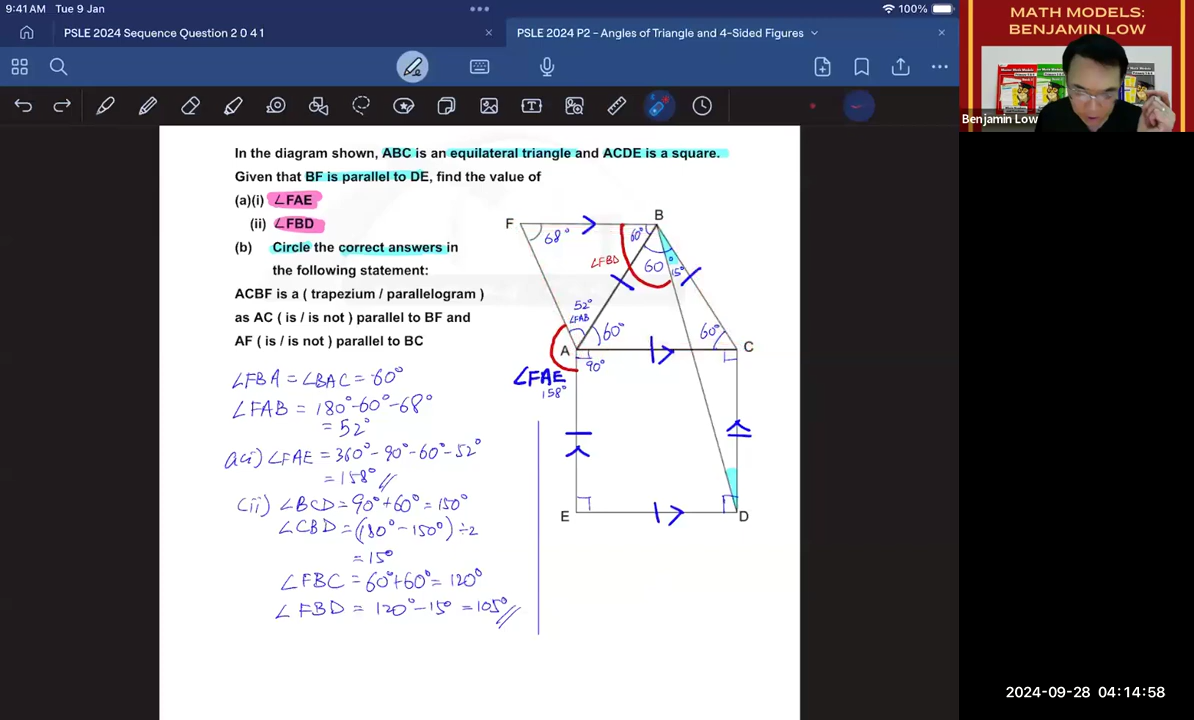 9:41 AM Tue 9 Jan
100%
PSLE 2024 Sequence Question 2 0 4 1
PSLE 2024 P2 - Angles of Triangle and 4-Sided Figures
MATH MODELS:
BENJAMIN LOW
Benjamin Low
In the diagram shown, ABC is an equilateral triangle and ACDE is a square.
Given that BF is parallel to DE, find the value of
(a)(i) ∠FAE
(ii) ∠FBD
(b) Circle the correct answers in
the following statement:
ACBF is a ( trapezium / parallelogram )
as AC ( is / is not ) parallel to BF and
AF ( is / is not ) parallel to BC
∠FBA = ∠BAC = 60°
∠FAB = 180° - 60° - 68°
= 52°
a(i) ∠FAE = 360° - 90° - 60° - 52°
= 158° //
(ii) ∠BCD = 90° + 60° = 150°
∠CBD = (180° - 150°) ÷ 2
= 15°
∠FBC = 60° + 60° = 120°
∠FBD = 120° - 15° = 105° //
B
F
68°
60°
∠FBD
60°
15°
52°
∠FAB
60°
60°
A
C
90°
∠FAE
158°
E
D
2024-09-28 04:14:58